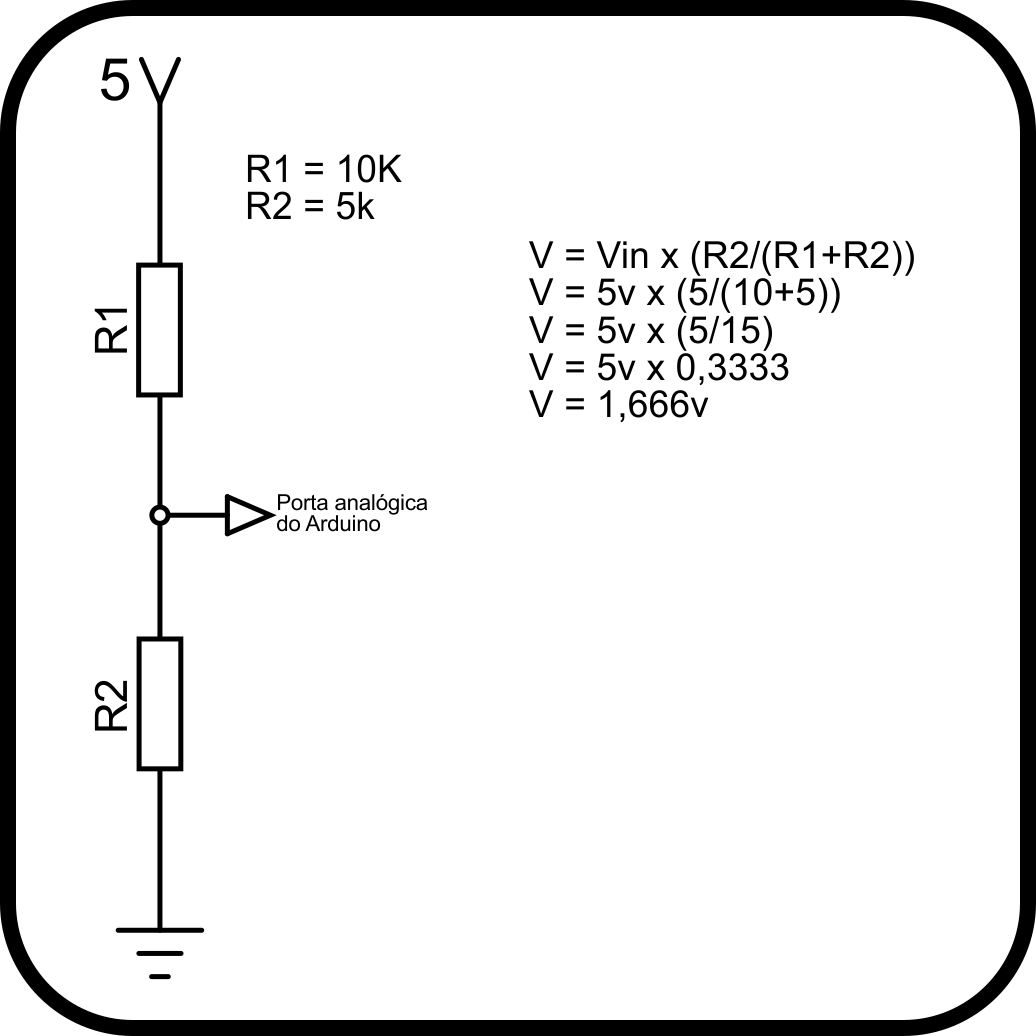 5V
R1 = 10K
R2 = 5k
V = Vin x (R2/(R1+R2))
V = 5v x (5/(10+5))
V = 5v x (5/15)
V = 5v x 0,3333
V = 1,666v
R1
Porta analógica
do Arduino
R2